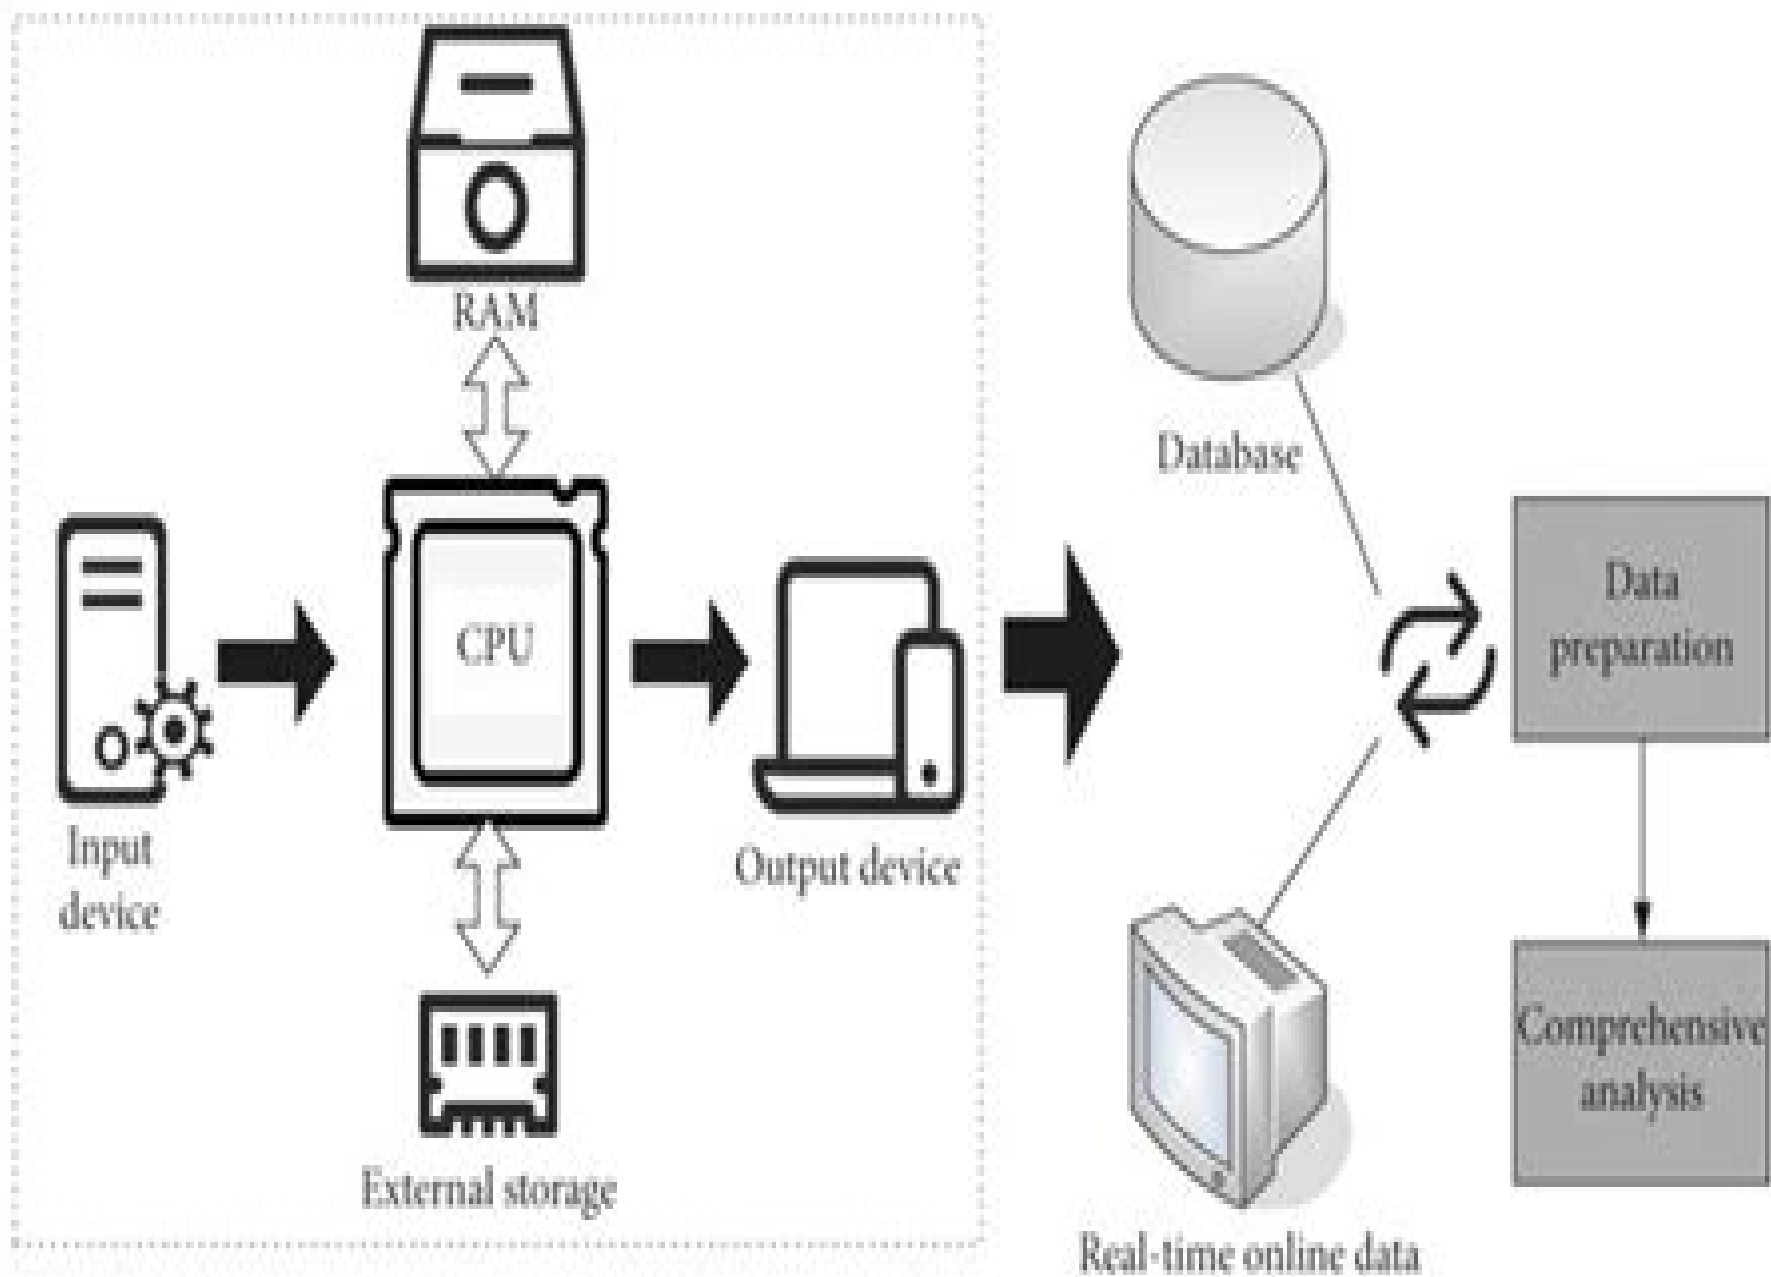 RAM
CPU
Input
device
Output device
External storage
Database
Data
preparation
Comprehensive
analysis
Real-time online data